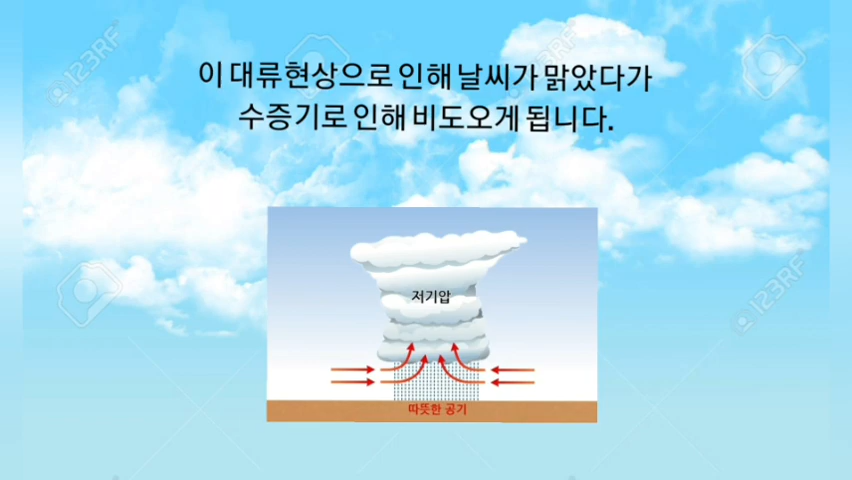 이 대류현상으로 인해 날씨가 맑았다가
수증기로 인해 비도오게 됩니다.
저기압
따뜻한 공기
123RF
123RF
123RF